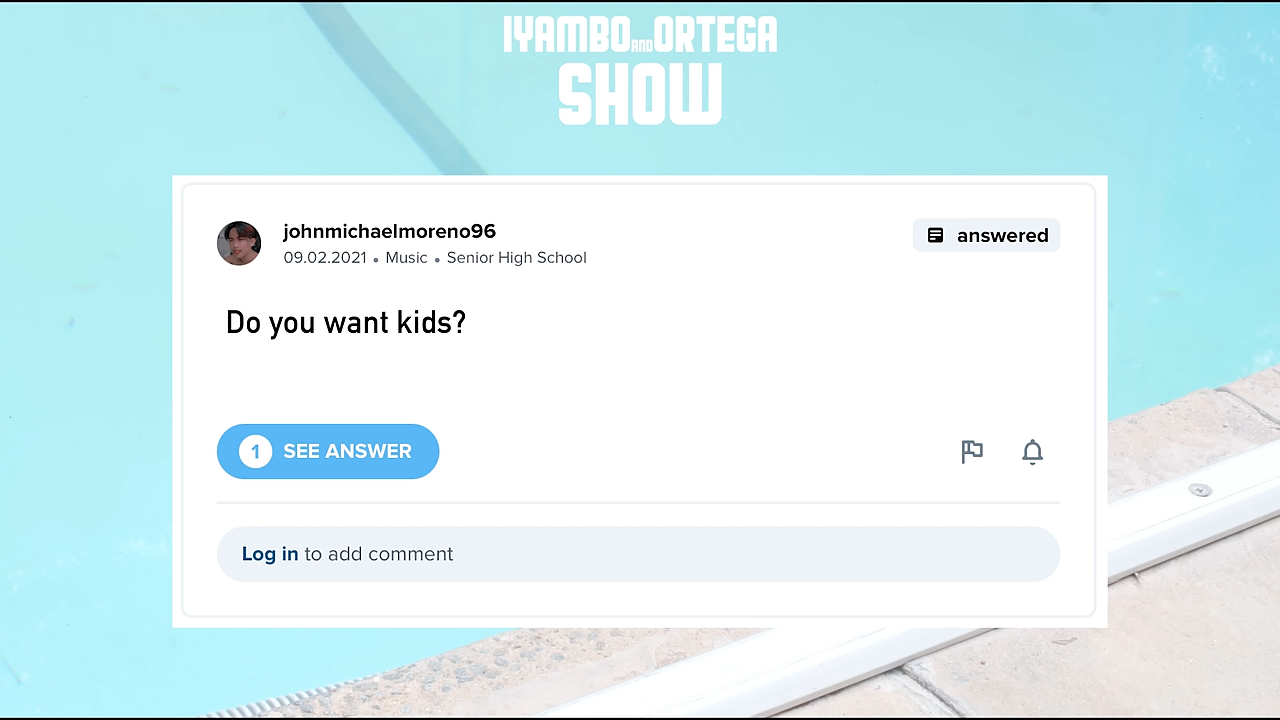 IYAMBO AND ORTEGA
SHOW
johnmichaelmoreno96
09.02.2021 • Music • Senior High School
answered
Do you want kids?
1 SEE ANSWER
Log in to add comment